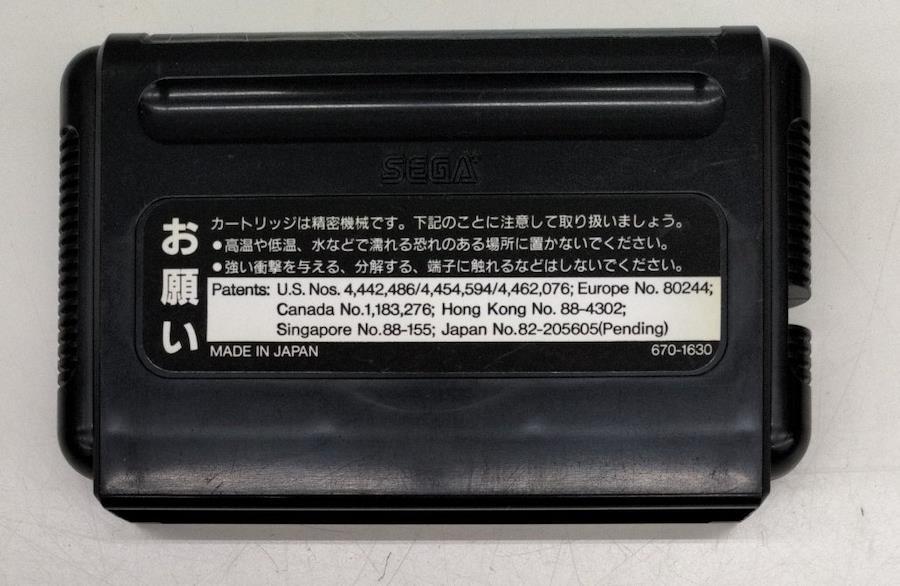 SEGA
お願い
カートリッジは精密機械です。下記のことに注意して取り扱いましょう。
●高温や低温、水などで濡れる恐れのある場所に置かないでください。
●強い衝撃を与える、分解する、端子に触れるなどはしないでください。
Patents: U.S. Nos. 4,442,486/4,454,594/4,462,076; Europe No. 80244;
Canada No.1,183,276; Hong Kong No. 88-4302;
Singapore No.88-155; Japan No.82-205605(Pending)
MADE IN JAPAN 670-1630